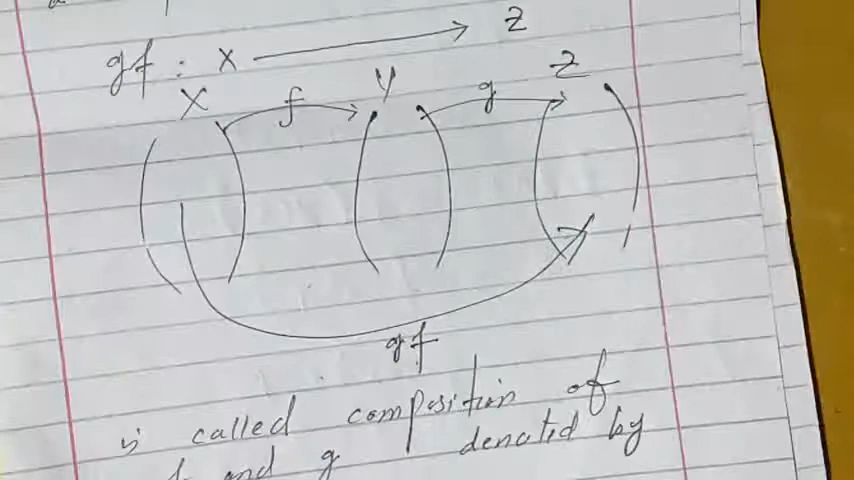 gf : X → Z
X f Y g Z
gf
is called composition of
f and g denoted by